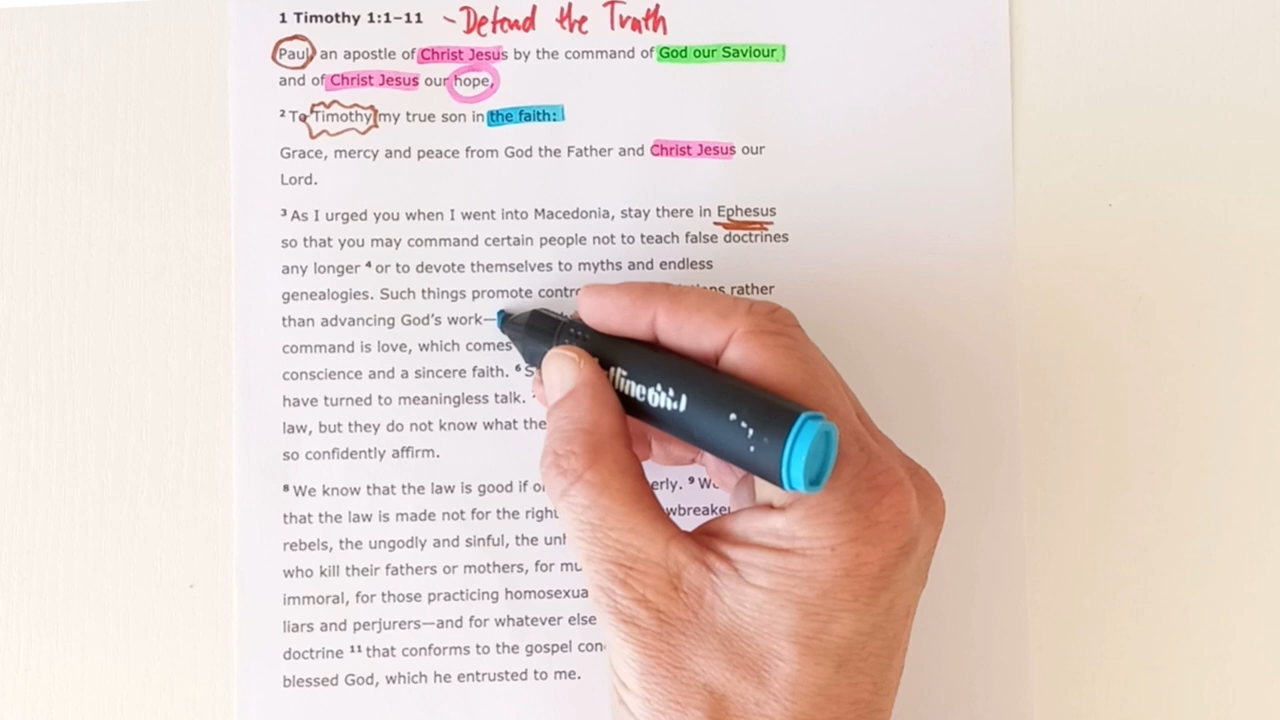 1 Timothy 1:1–11 - Defend the Truth
Paul, an apostle of Christ Jesus by the command of God our Saviour
and of Christ Jesus our hope,
² To Timothy my true son in the faith:
Grace, mercy and peace from God the Father and Christ Jesus our
Lord.
³ As I urged you when I went into Macedonia, stay there in Ephesus
so that you may command certain people not to teach false doctrines
any longer ⁴ or to devote themselves to myths and endless
genealogies. Such things promote rather
than advancing God's work—
command is love, which comes
conscience and a sincere faith. ⁶
have turned to meaningless talk.
law, but they do not know what
so confidently affirm.
⁸ We know that the law is good if ⁹
that the law is made not for the
rebels, the ungodly and sinful, the
who kill their fathers or mothers, for
immoral, for those practicing
liars and perjurers—and for whatever else
doctrine ¹¹ that conforms to the gospel
blessed God, which he entrusted to me.